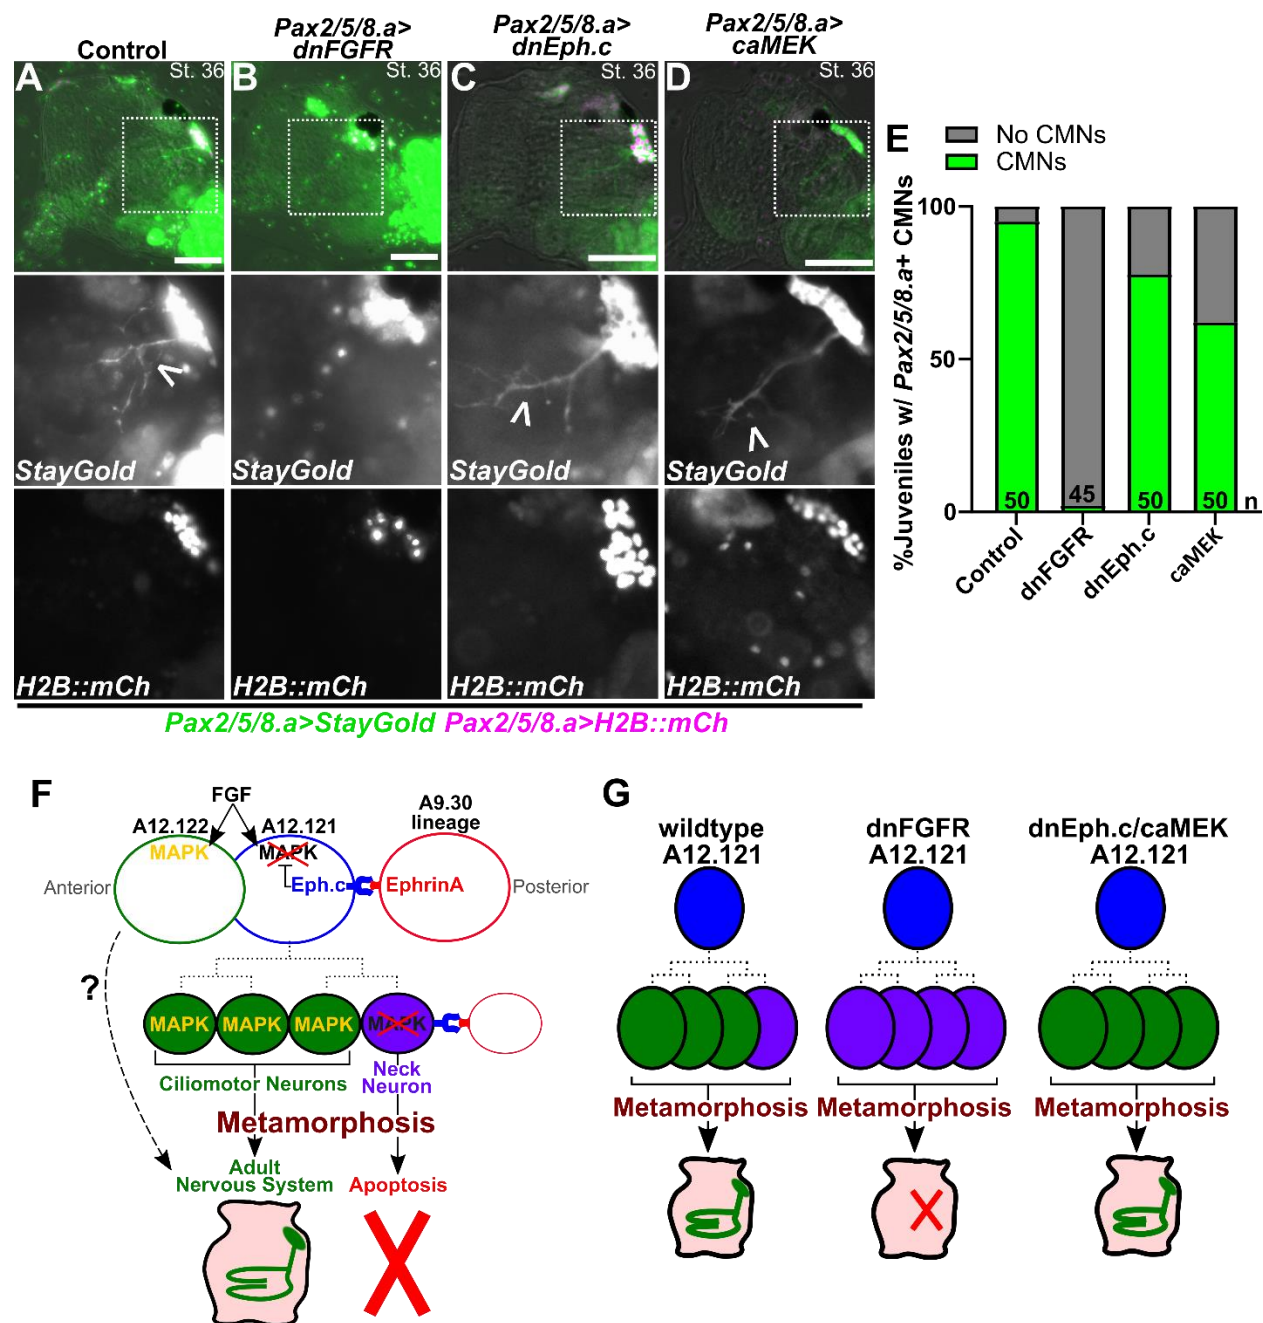 Control
Pax2/5/8.a>
dnFGFR
Pax2/5/8.a>
dnEph.c
Pax2/5/8.a>
caMEK
A
St. 36
B
St. 36
C
St. 36
D
St. 36
StayGold
StayGold
StayGold
StayGold
H2B::mCh
H2B::mCh
H2B::mCh
H2B::mCh
Pax2/5/8.a>StayGold Pax2/5/8.a>H2B::mCh
E
No CMNs
CMNs
%Juveniles w/ Pax2/5/8.a+ CMNs
100
50
0
50
45
50
50
n
Control
dnFGFR
dnEph.c
caMEK
F
FGF
A12.122
A12.121
A9.30
lineage
MAPK
MAPK
Anterior
Eph.c
EphrinA
Posterior
?
MAPK
MAPK
MAPK
MAPK
Ciliomotor Neurons
Neck
Neuron
Metamorphosis
Adult
Nervous System
Apoptosis
G
wildtype
A12.121
dnFGFR
A12.121
dnEph.c/caMEK
A12.121
Metamorphosis
Metamorphosis
Metamorphosis